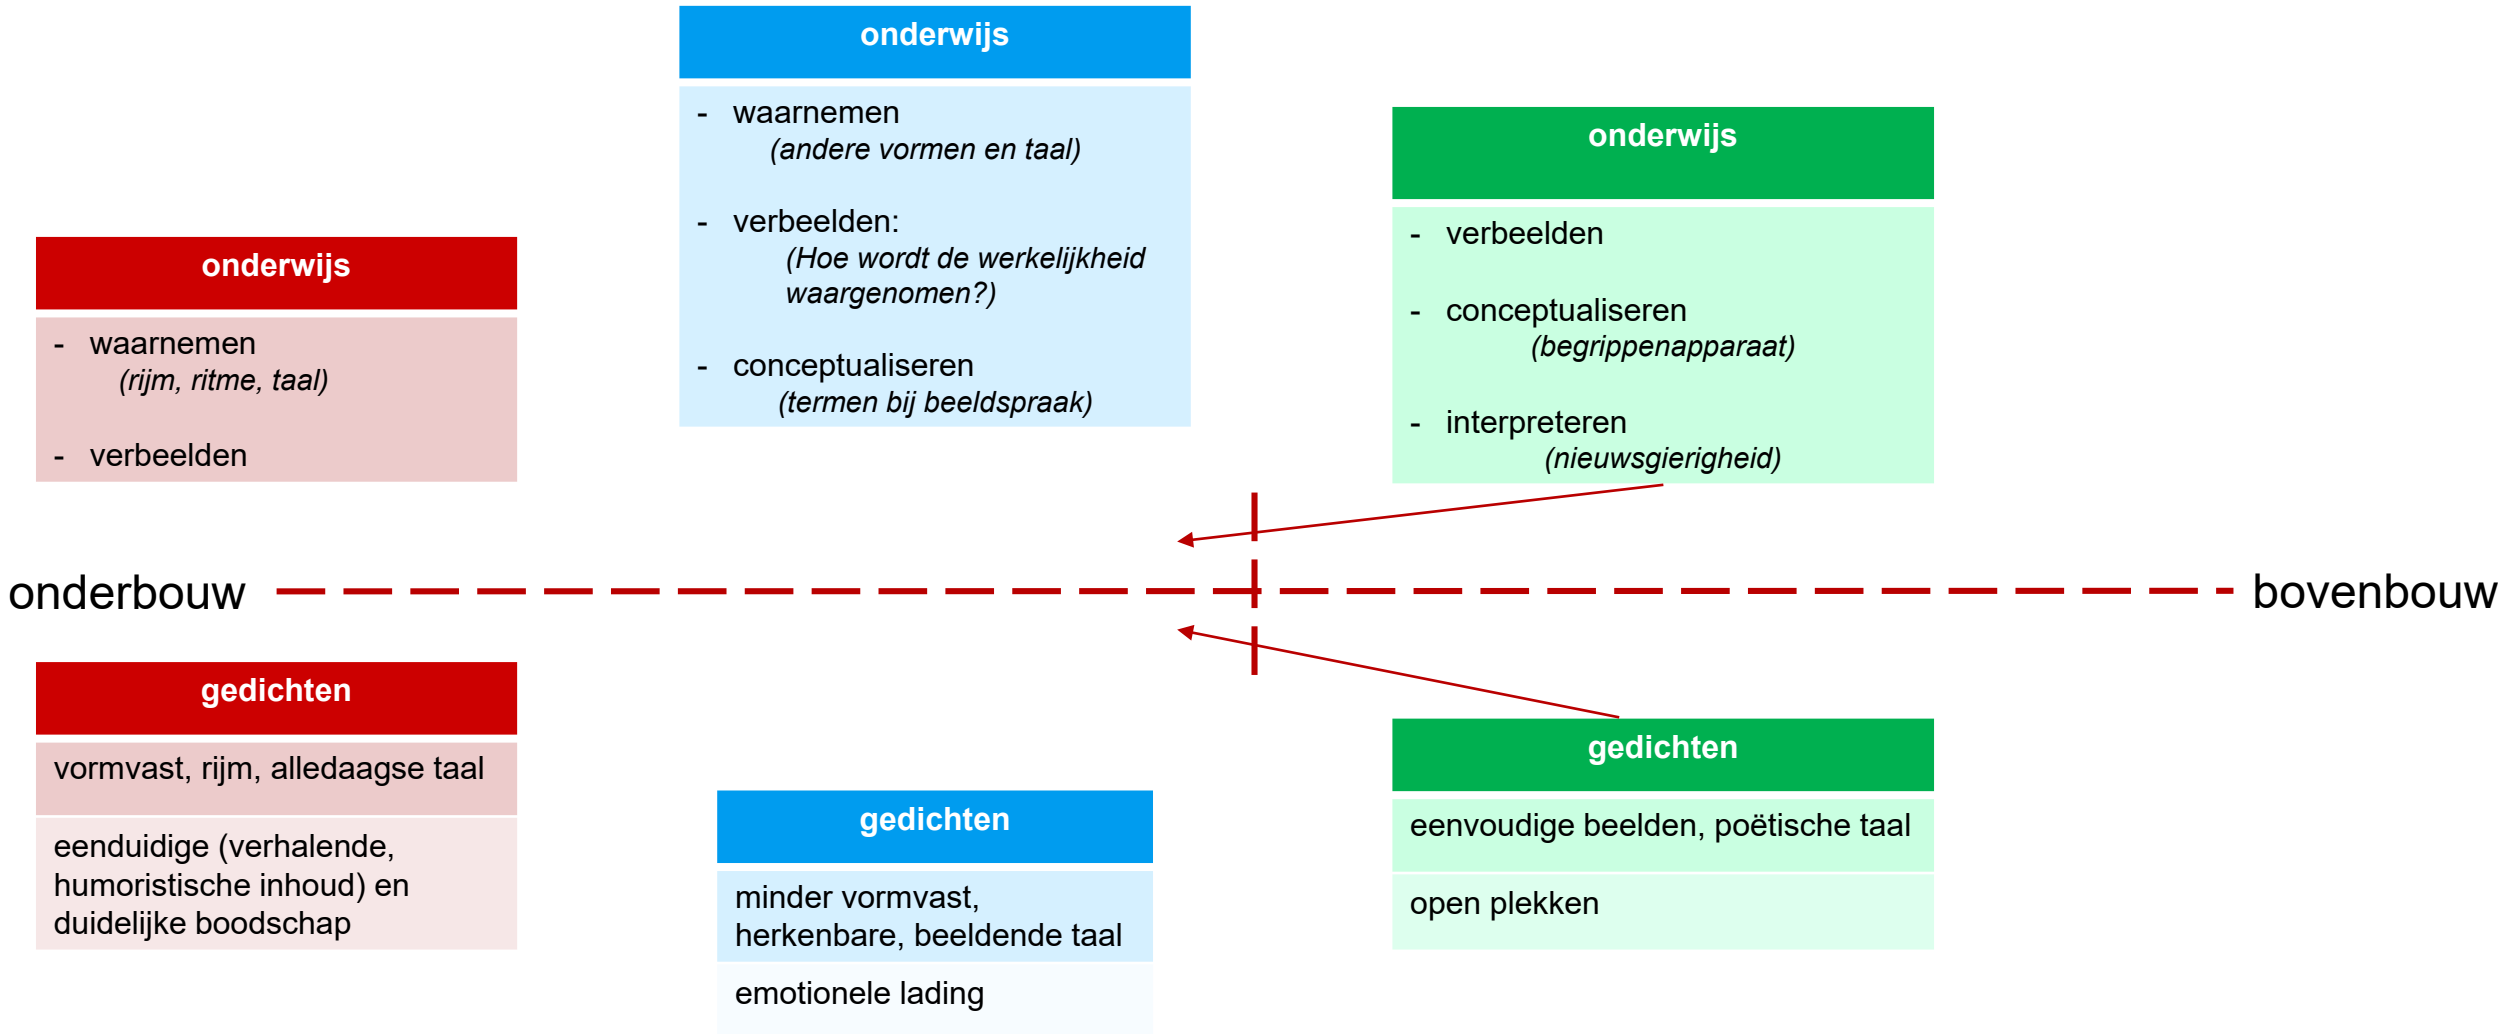 onderwijs
- waarnemen
(rijm, ritme, taal)
- verbeelden
onderwijs
- waarnemen
(andere vormen en taal)
- verbeelden:
(Hoe wordt de werkelijkheid
waargenomen?)
- conceptualiseren
(termen bij beeldspraak)
onderwijs
- verbeelden
- conceptualiseren
(begrippenapparaat)
- interpreteren
(nieuwsgierigheid)
onderbouw
bovenbouw
gedichten
vormvast, rijm, alledaagse taal
eenduidige (verhalende,
humoristische inhoud) en
duidelijke boodschap
gedichten
minder vormvast,
herkenbare, beeldende taal
emotionele lading
gedichten
eenvoudige beelden, poëtische taal
open plekken